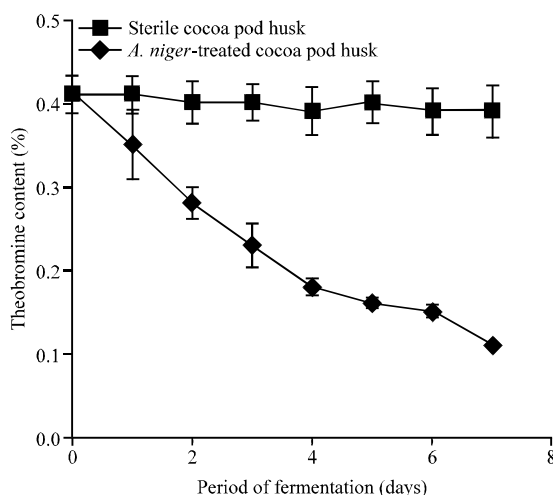 Sterile cocoa pod husk
A. niger-treated cocoa pod husk
0.5
0.4
0.3
0.2
0.1
0.0
Theobromine content (%)
0 2 4 6 8
Period of fermentation (days)